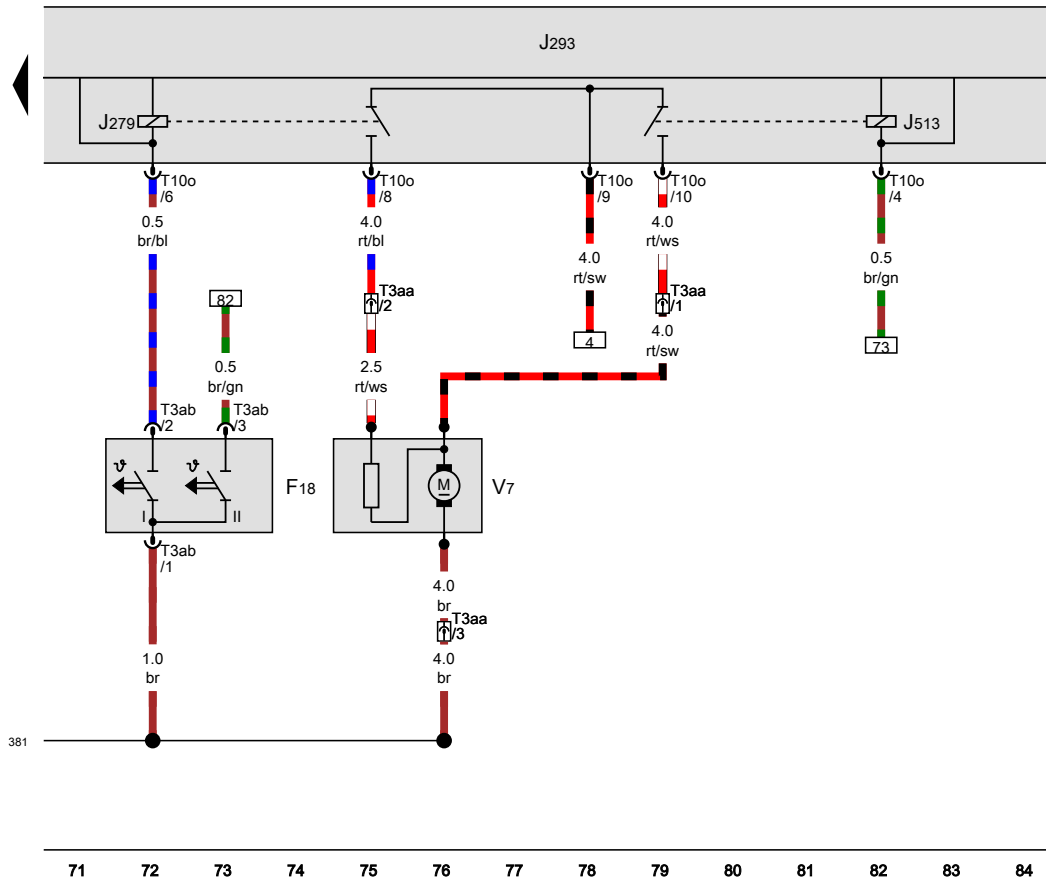 J293
J279
J513
T10o
/6
T10o
/8
T10o
/9
T10o
/10
T10o
/4
0.5
br/bl
4.0
rt/bl
4.0
rt/sw
4.0
rt/ws
0.5
br/gn
82
T3aa
/2
T3aa
/1
4
73
0.5
br/gn
2.5
rt/ws
4.0
rt/sw
T3ab
/2
T3ab
/3
ϑ
ϑ
I
II
F18
M
V7
T3ab
/1
4.0
br
T3aa
/3
1.0
br
4.0
br
381
71 72 73 74 75 76 77 78 79 80 81 82 83 84